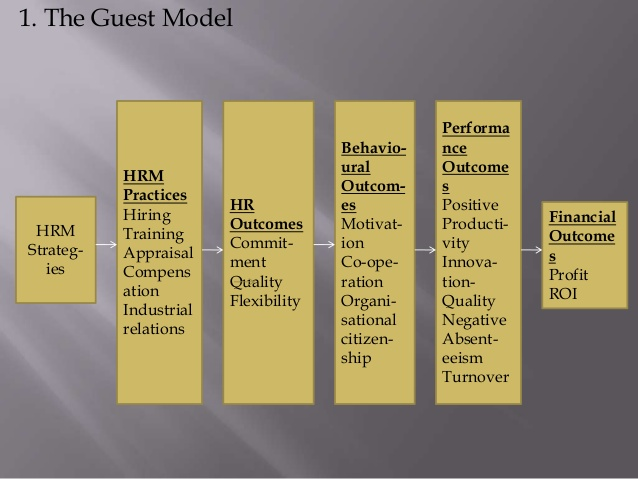 1. The Guest Model
HRM
Strateg-
ies
HRM
Practices
Hiring
Training
Appraisal
Compens
ation
Industrial
relations
HR
Outcomes
Commit-
ment
Quality
Flexibility
Behavio-
ural
Outcom-
es
Motivat-
ion
Co-ope-
ration
Organi-
sational
citizen-
ship
Performa
nce
Outcome
s
Positive
Producti-
vity
Innova-
tion-
Quality
Negative
Absent-
eeism
Turnover
Financial
Outcome
s
Profit
ROI